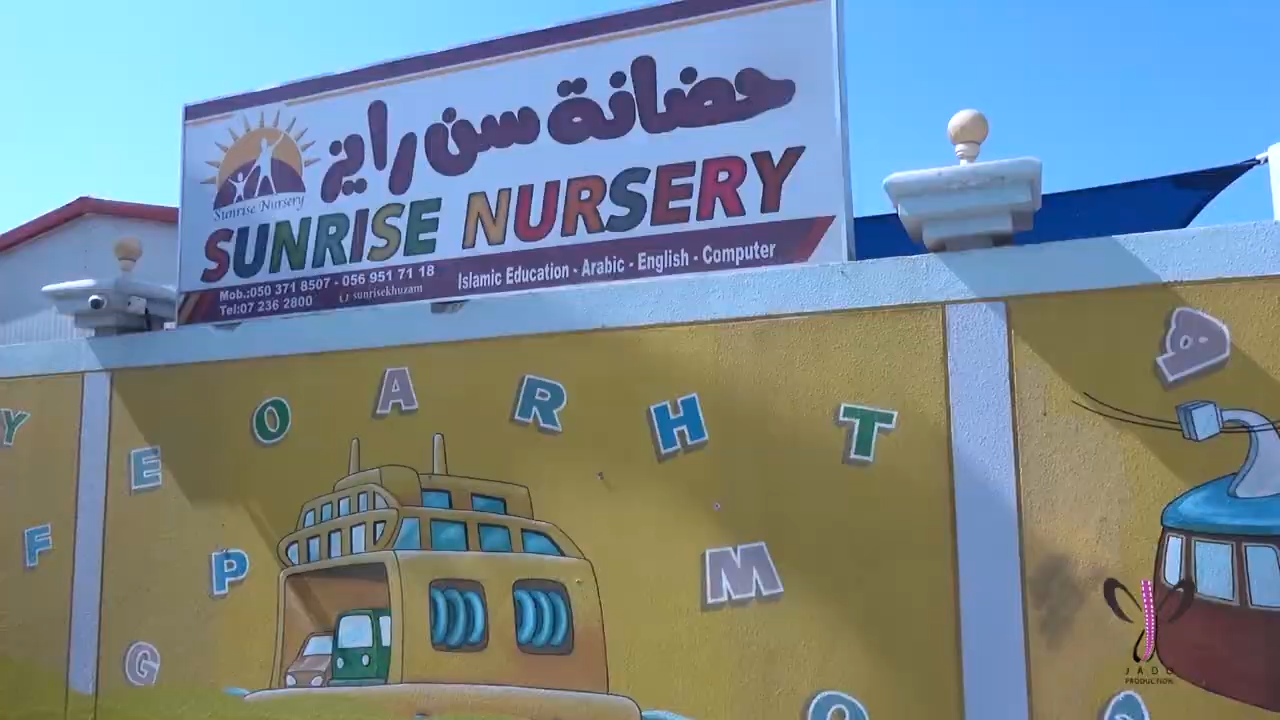 حضانة سن رايز
Sunrise Nursery
SUNRISE NURSERY
Mob.:050 371 8507 - 056 951 71 18
Tel:07 236 2800
sunrisekhuzam
Islamic Education - Arabic - English - Computer
Y E O A R H T P
F P M
G O
JADO
PRODUCTION